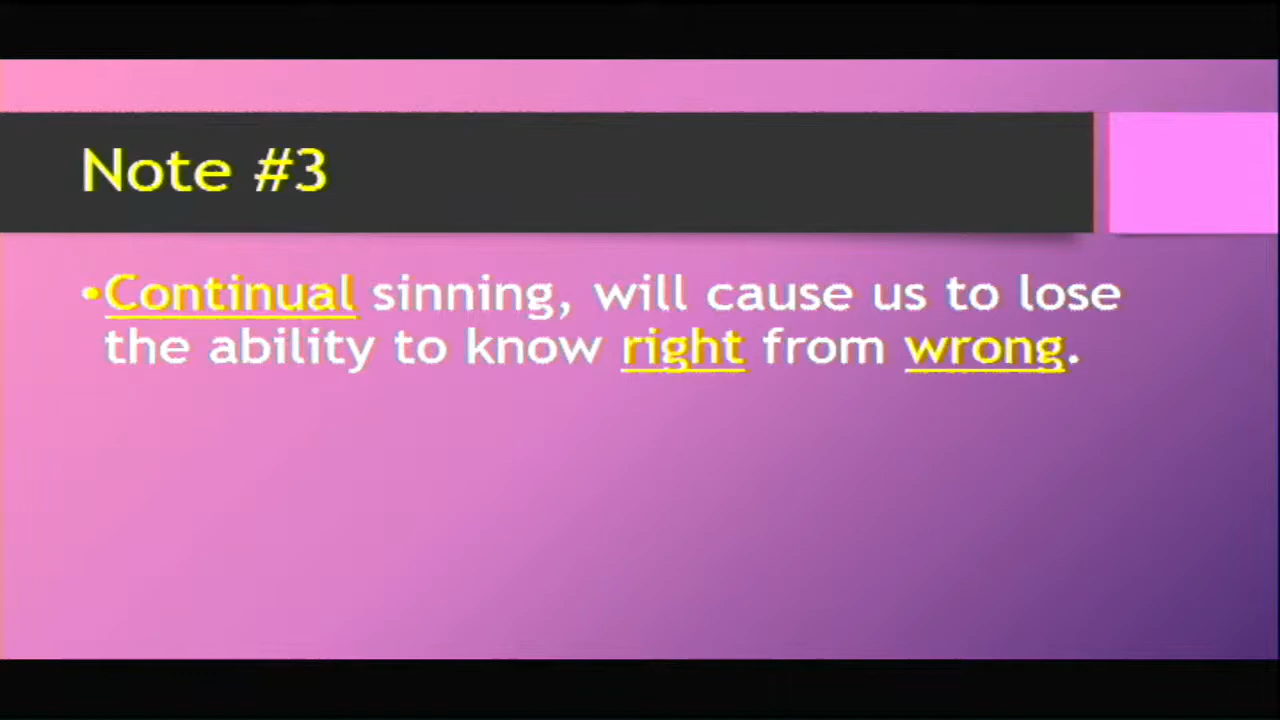 Note #3
•Continual sinning, will cause us to lose
the ability to know right from wrong.